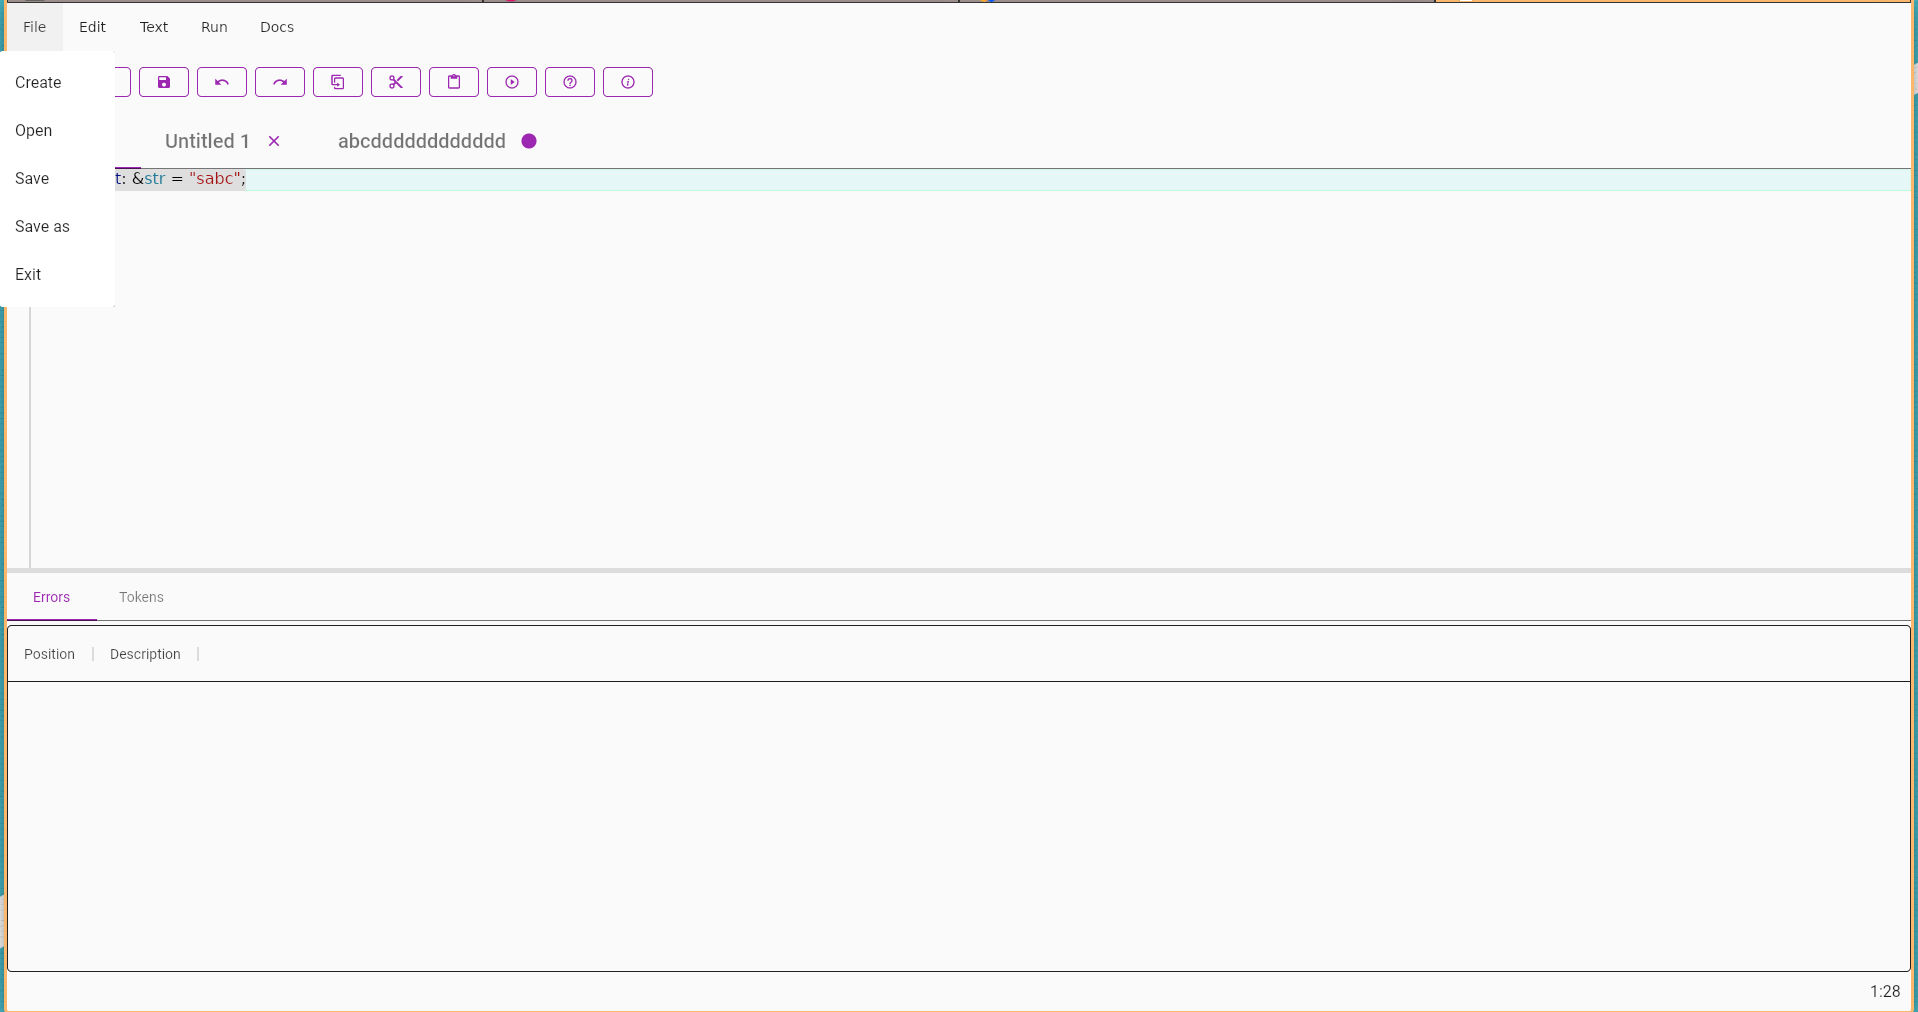 File Edit Text Run Docs
Create
Open
Save
Save as
Exit
Untitled 1 abcddddddddddddd
t: &str = "sabc";
Errors Tokens
Position Description
1:28